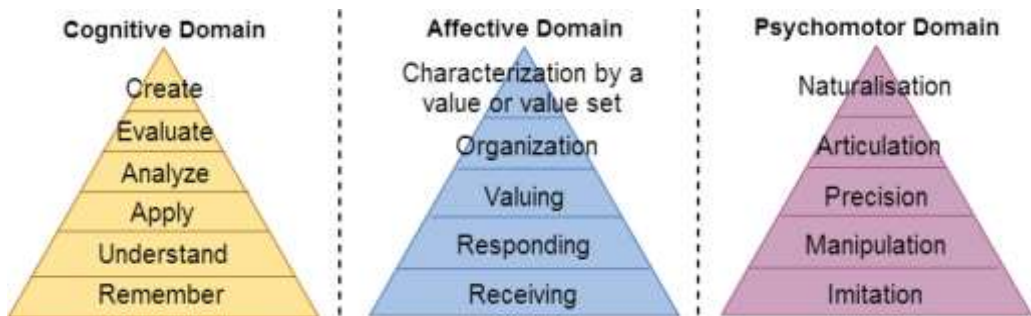 Cognitive Domain
Create
Evaluate
Analyze
Apply
Understand
Remember
Affective Domain
Characterization by a
value or value set
Organization
Valuing
Responding
Receiving
Psychomotor Domain
Naturalisation
Articulation
Precision
Manipulation
Imitation